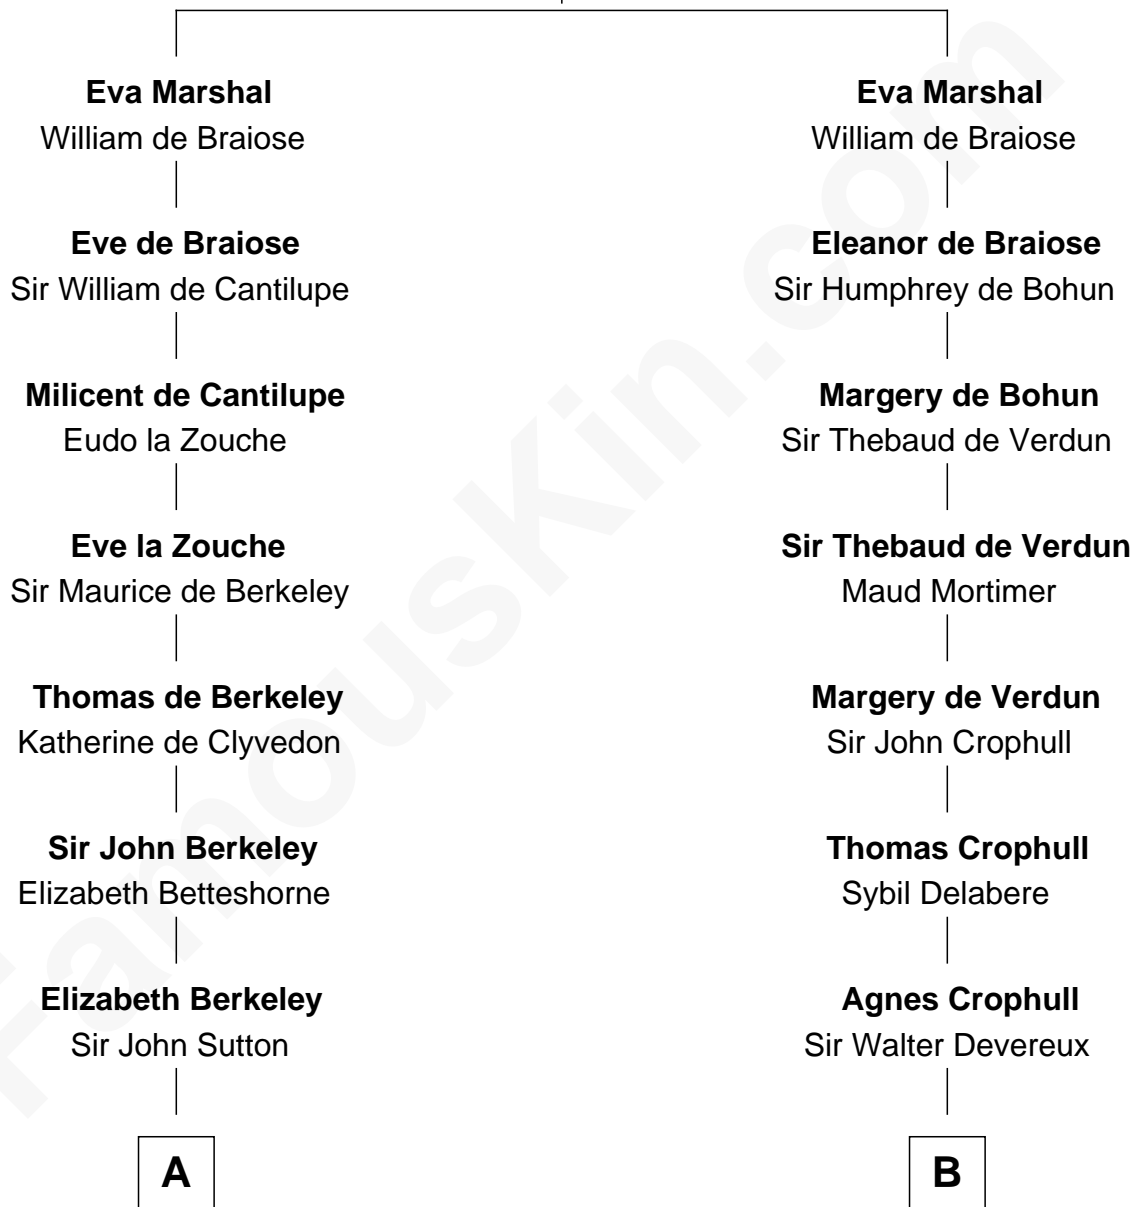 Eva Marshal
William de Braiose
Eve de Braiose
Sir William de Cantilupe
Milicent de Cantilupe
Eudo la Zouche
Eve la Zouche
Sir Maurice de Berkeley
Thomas de Berkeley
Katherine de Clyvedon
Sir John Berkeley
Elizabeth Betteshorne
Elizabeth Berkeley
Sir John Sutton
A
Eva Marshal
William de Braiose
Eleanor de Braiose
Sir Humphrey de Bohun
Margery de Bohun
Sir Thebaud de Verdun
Sir Thebaud de Verdun
Maud Mortimer
Margery de Verdun
Sir John Crophull
Thomas Crophull
Sybil Delabere
Agnes Crophull
Sir Walter Devereux
B
FamousKin.com